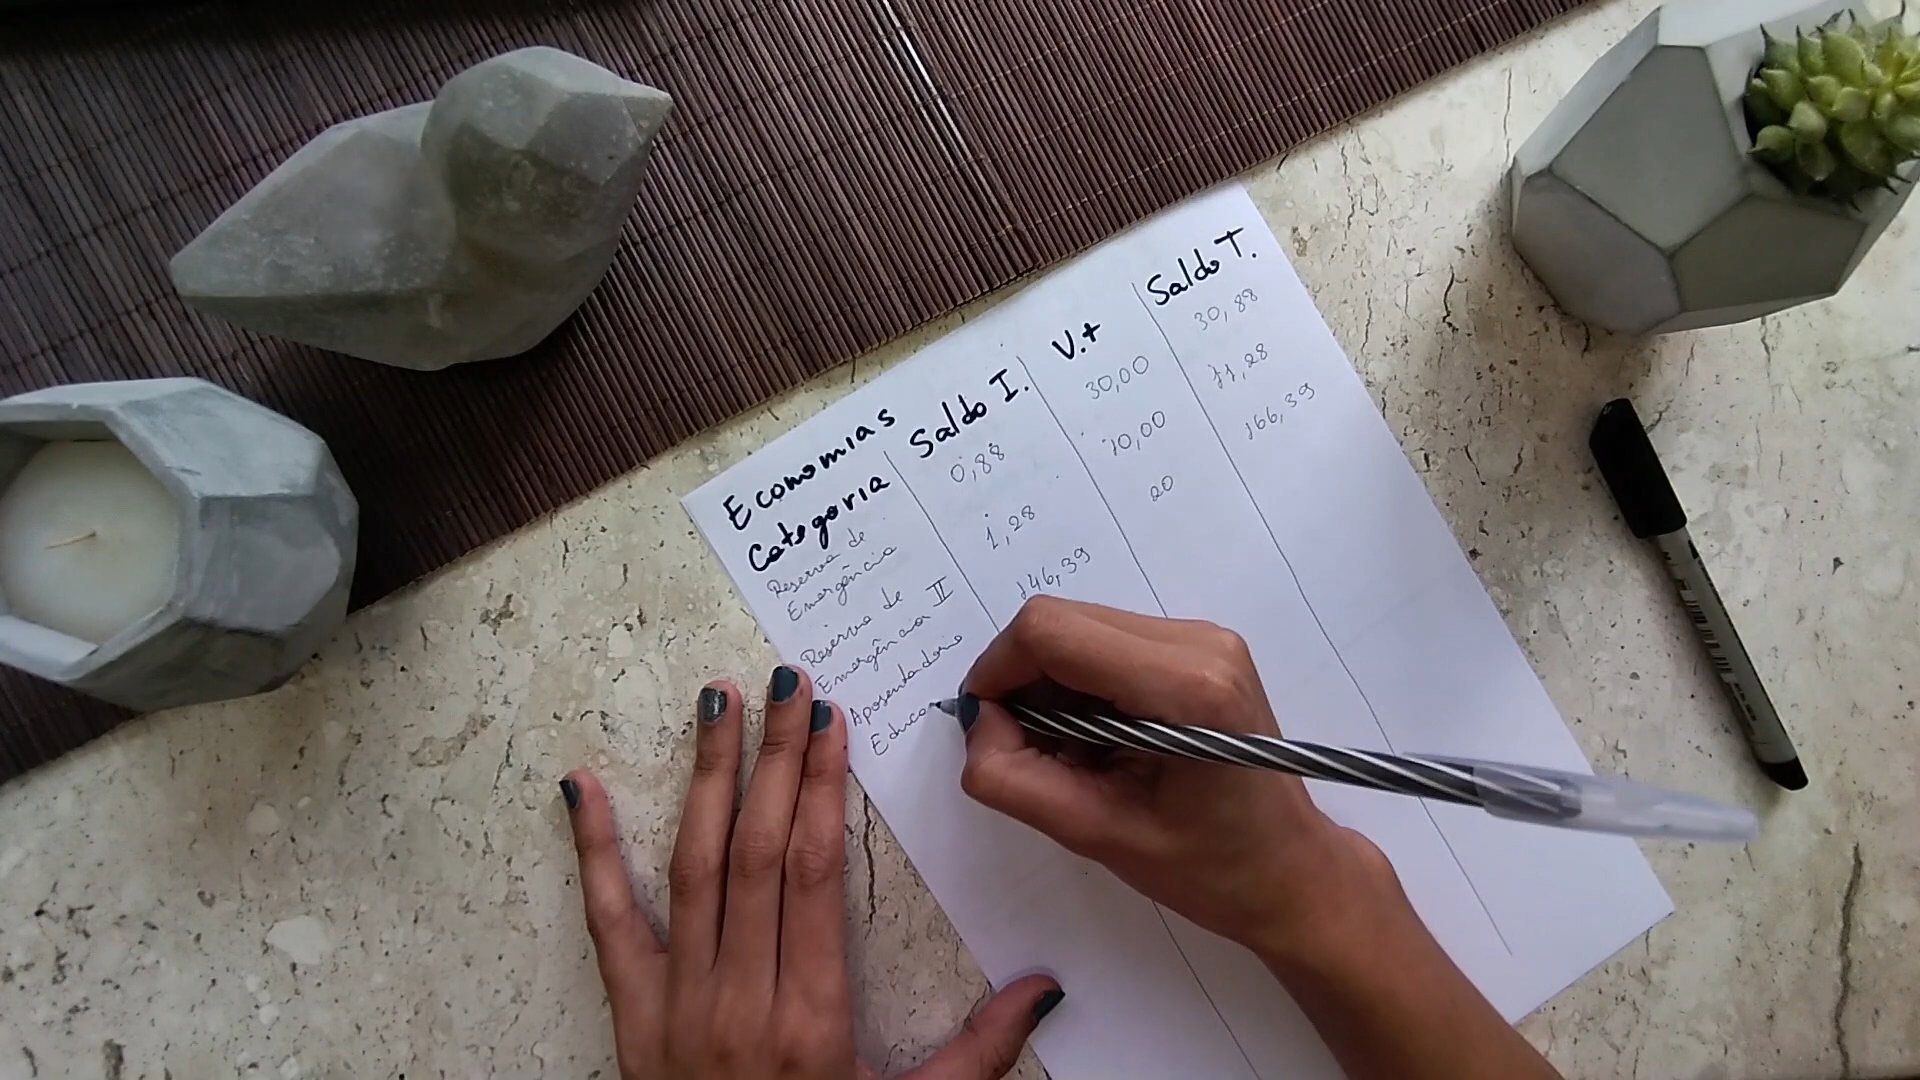 Economias
Categoria Saldo I. V.+ Saldo T.
Reserva de
Emergência 0,88 30,00 30,88
Reserva de
Emergência II 1,28 10,00 11,28
Aposentadoria 146,39 20 166,39
Educa